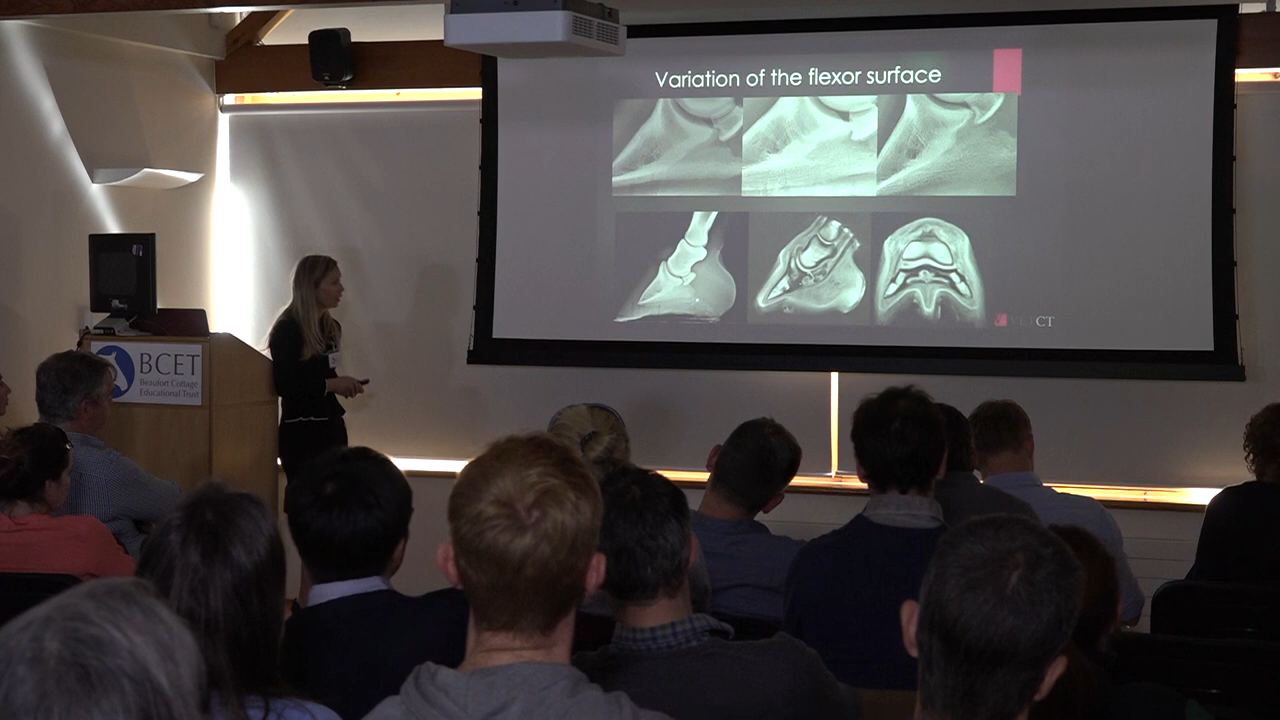 Variation of the flexor surface
VETCT
BCET
Beaufort Cottage
Educational Trust